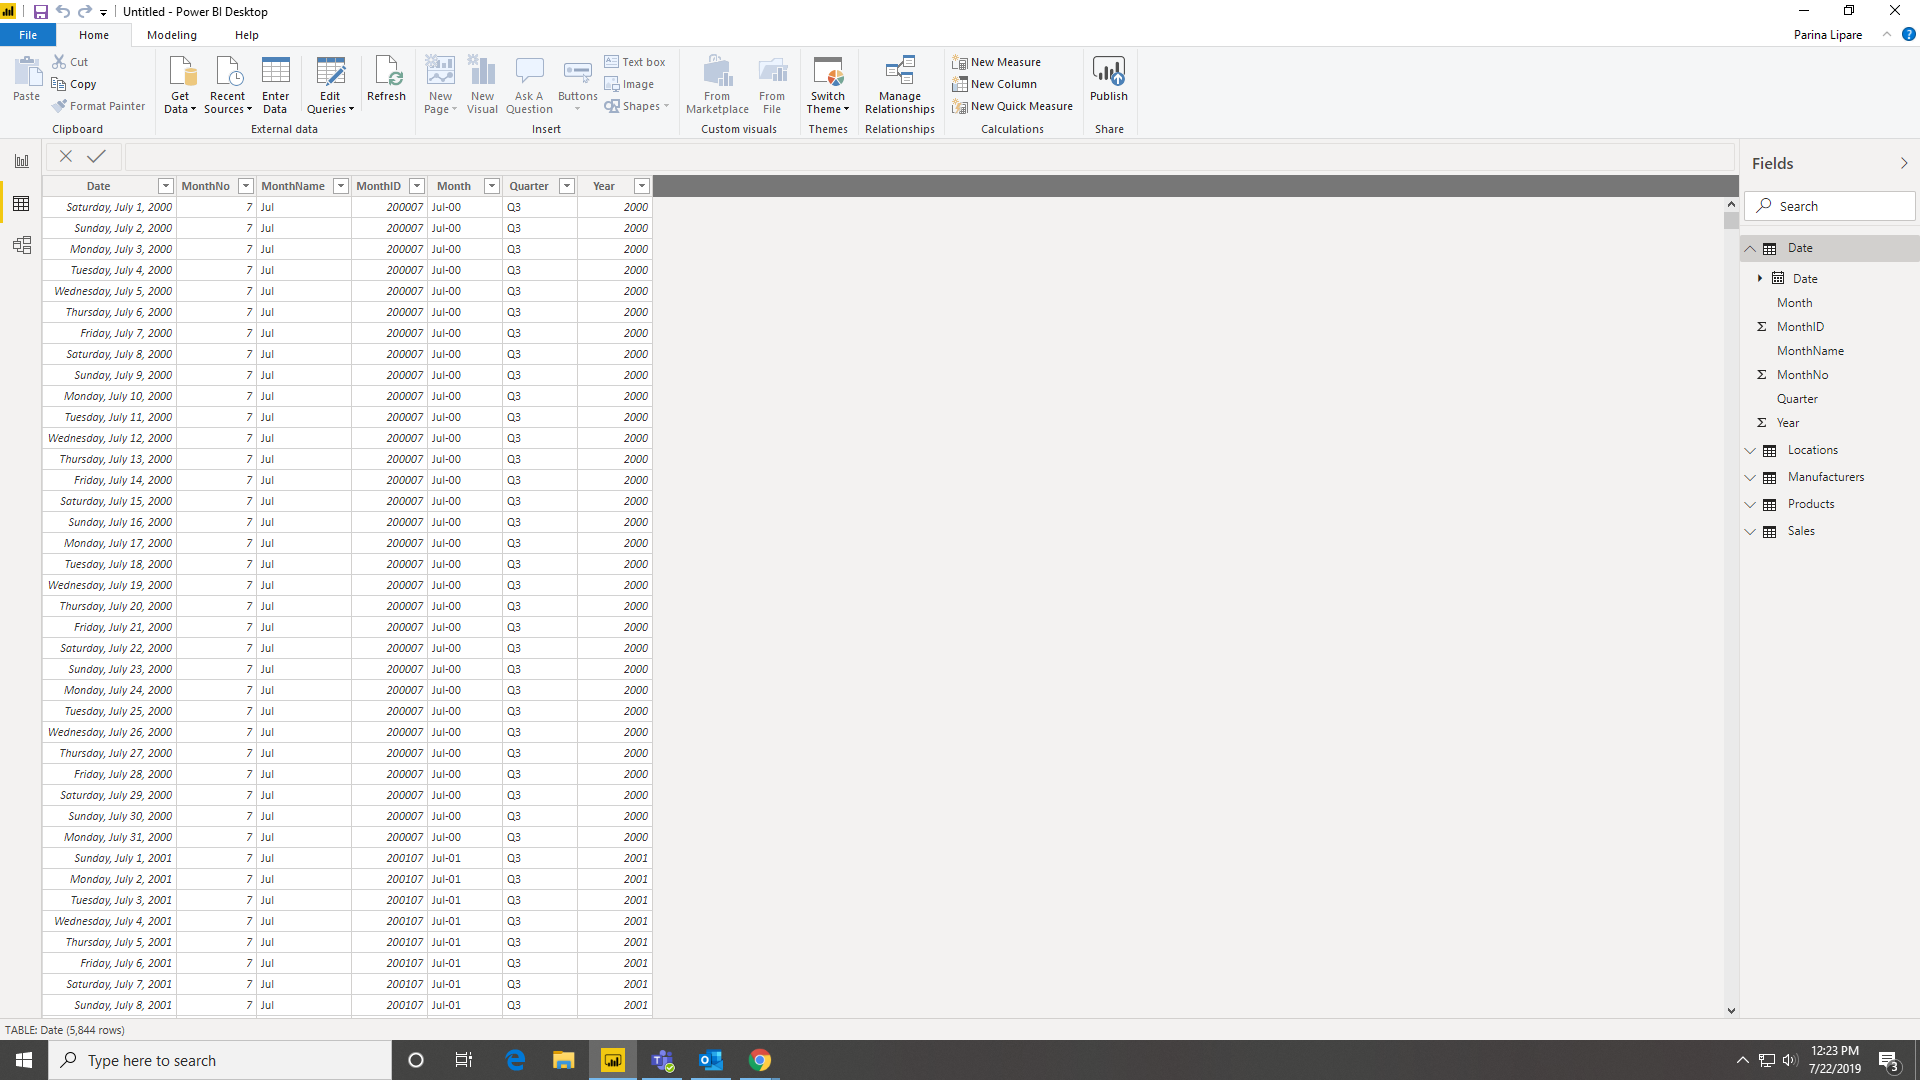 Untitled - Power BI Desktop
File Home Modeling Help Parina Lipare
Paste
Cut
Copy
Format Painter
Clipboard
Get Data
Recent Sources
Enter Data
Edit Queries
Refresh
External data
New Page
New Visual
Ask A Question
Buttons
Text box
Image
Shapes
Insert
From Marketplace
From File
Custom visuals
Switch Theme
Themes
Manage Relationships
Relationships
New Measure
New Column
New Quick Measure
Calculations
Publish
Share
Date MonthNo MonthName MonthID Month Quarter Year
Saturday, July 1, 2000 7 Jul 200007 Jul-00 Q3 2000
Sunday, July 2, 2000 7 Jul 200007 Jul-00 Q3 2000
Monday, July 3, 2000 7 Jul 200007 Jul-00 Q3 2000
Tuesday, July 4, 2000 7 Jul 200007 Jul-00 Q3 2000
Wednesday, July 5, 2000 7 Jul 200007 Jul-00 Q3 2000
Thursday, July 6, 2000 7 Jul 200007 Jul-00 Q3 2000
Friday, July 7, 2000 7 Jul 200007 Jul-00 Q3 2000
Saturday, July 8, 2000 7 Jul 200007 Jul-00 Q3 2000
Sunday, July 9, 2000 7 Jul 200007 Jul-00 Q3 2000
Monday, July 10, 2000 7 Jul 200007 Jul-00 Q3 2000
Tuesday, July 11, 2000 7 Jul 200007 Jul-00 Q3 2000
Wednesday, July 12, 2000 7 Jul 200007 Jul-00 Q3 2000
Thursday, July 13, 2000 7 Jul 200007 Jul-00 Q3 2000
Friday, July 14, 2000 7 Jul 200007 Jul-00 Q3 2000
Saturday, July 15, 2000 7 Jul 200007 Jul-00 Q3 2000
Sunday, July 16, 2000 7 Jul 200007 Jul-00 Q3 2000
Monday, July 17, 2000 7 Jul 200007 Jul-00 Q3 2000
Tuesday, July 18, 2000 7 Jul 200007 Jul-00 Q3 2000
Wednesday, July 19, 2000 7 Jul 200007 Jul-00 Q3 2000
Thursday, July 20, 2000 7 Jul 200007 Jul-00 Q3 2000
Friday, July 21, 2000 7 Jul 200007 Jul-00 Q3 2000
Saturday, July 22, 2000 7 Jul 200007 Jul-00 Q3 2000
Sunday, July 23, 2000 7 Jul 200007 Jul-00 Q3 2000
Monday, July 24, 2000 7 Jul 200007 Jul-00 Q3 2000
Tuesday, July 25, 2000 7 Jul 200007 Jul-00 Q3 2000
Wednesday, July 26, 2000 7 Jul 200007 Jul-00 Q3 2000
Thursday, July 27, 2000 7 Jul 200007 Jul-00 Q3 2000
Friday, July 28, 2000 7 Jul 200007 Jul-00 Q3 2000
Saturday, July 29, 2000 7 Jul 200007 Jul-00 Q3 2000
Sunday, July 30, 2000 7 Jul 200007 Jul-00 Q3 2000
Monday, July 31, 2000 7 Jul 200007 Jul-00 Q3 2000
Sunday, July 1, 2001 7 Jul 200107 Jul-01 Q3 2001
Monday, July 2, 2001 7 Jul 200107 Jul-01 Q3 2001
Tuesday, July 3, 2001 7 Jul 200107 Jul-01 Q3 2001
Wednesday, July 4, 2001 7 Jul 200107 Jul-01 Q3 2001
Thursday, July 5, 2001 7 Jul 200107 Jul-01 Q3 2001
Friday, July 6, 2001 7 Jul 200107 Jul-01 Q3 2001
Saturday, July 7, 2001 7 Jul 200107 Jul-01 Q3 2001
Sunday, July 8, 2001 7 Jul 200107 Jul-01 Q3 2001
Fields
Search
Date
Date
Month
Σ MonthID
MonthName
Σ MonthNo
Quarter
Σ Year
Locations
Manufacturers
Products
Sales
TABLE: Date (5,844 rows)
Type here to search
12:23 PM
7/22/2019
3